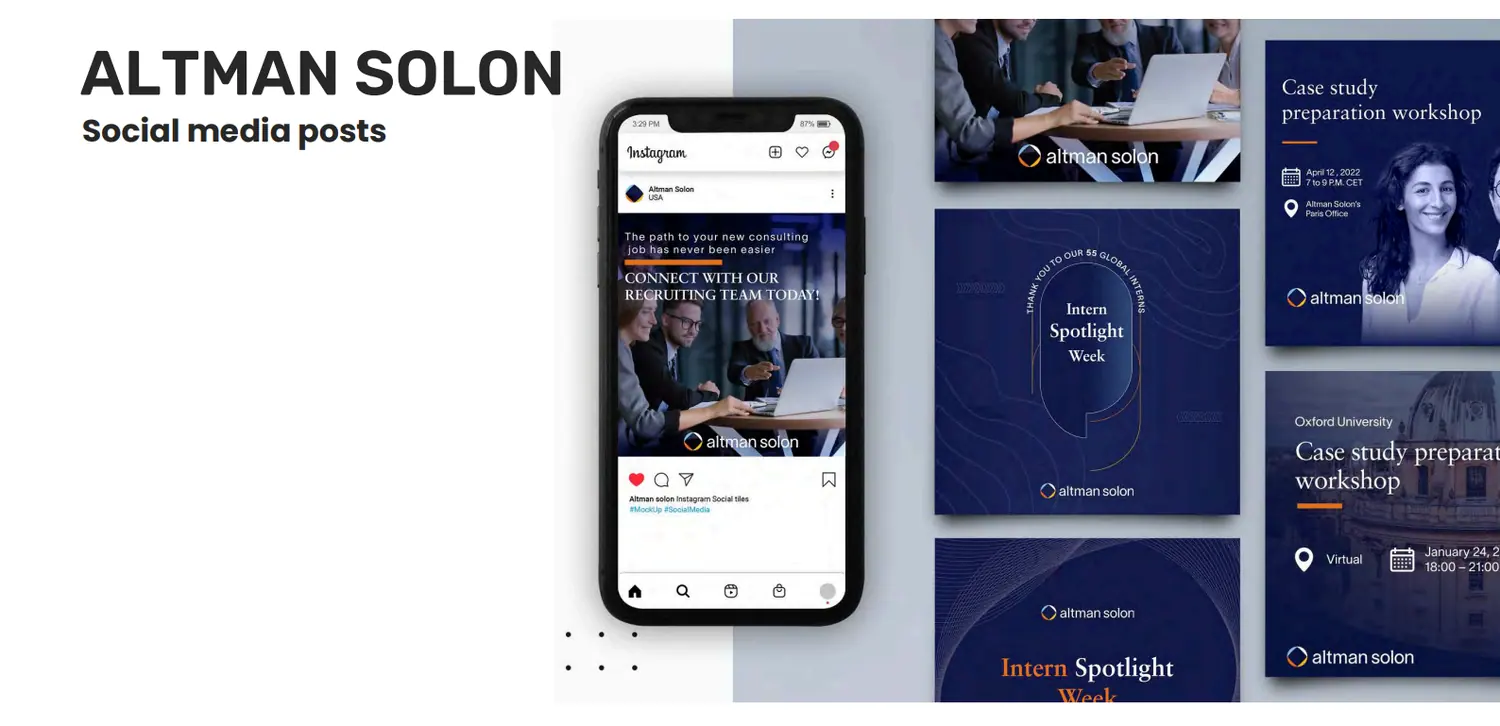 ALTMAN SOLON
Social media posts
3:29 PM
87%
Instagram
Altman Solon
USA
The path to your new consulting
job has never been easier
CONNECT WITH OUR
RECRUITING TEAM TODAY!
altman solon
Altman solon Instagram Social tiles
#MockUp #SocialMedia
altman solon
THANK YOU TO OUR 55 GLOBAL INTERNS
Intern
Spotlight
Week
altman solon
altman solon
Intern Spotlight
Week
Case study
preparation workshop
April 12 , 2022
7 to 9 P.M. CET
Altman Solon's
Paris Office
altman solon
Oxford University
Case study preparat
workshop
Virtual
January 24, 2
18:00 – 21:00
altman solon